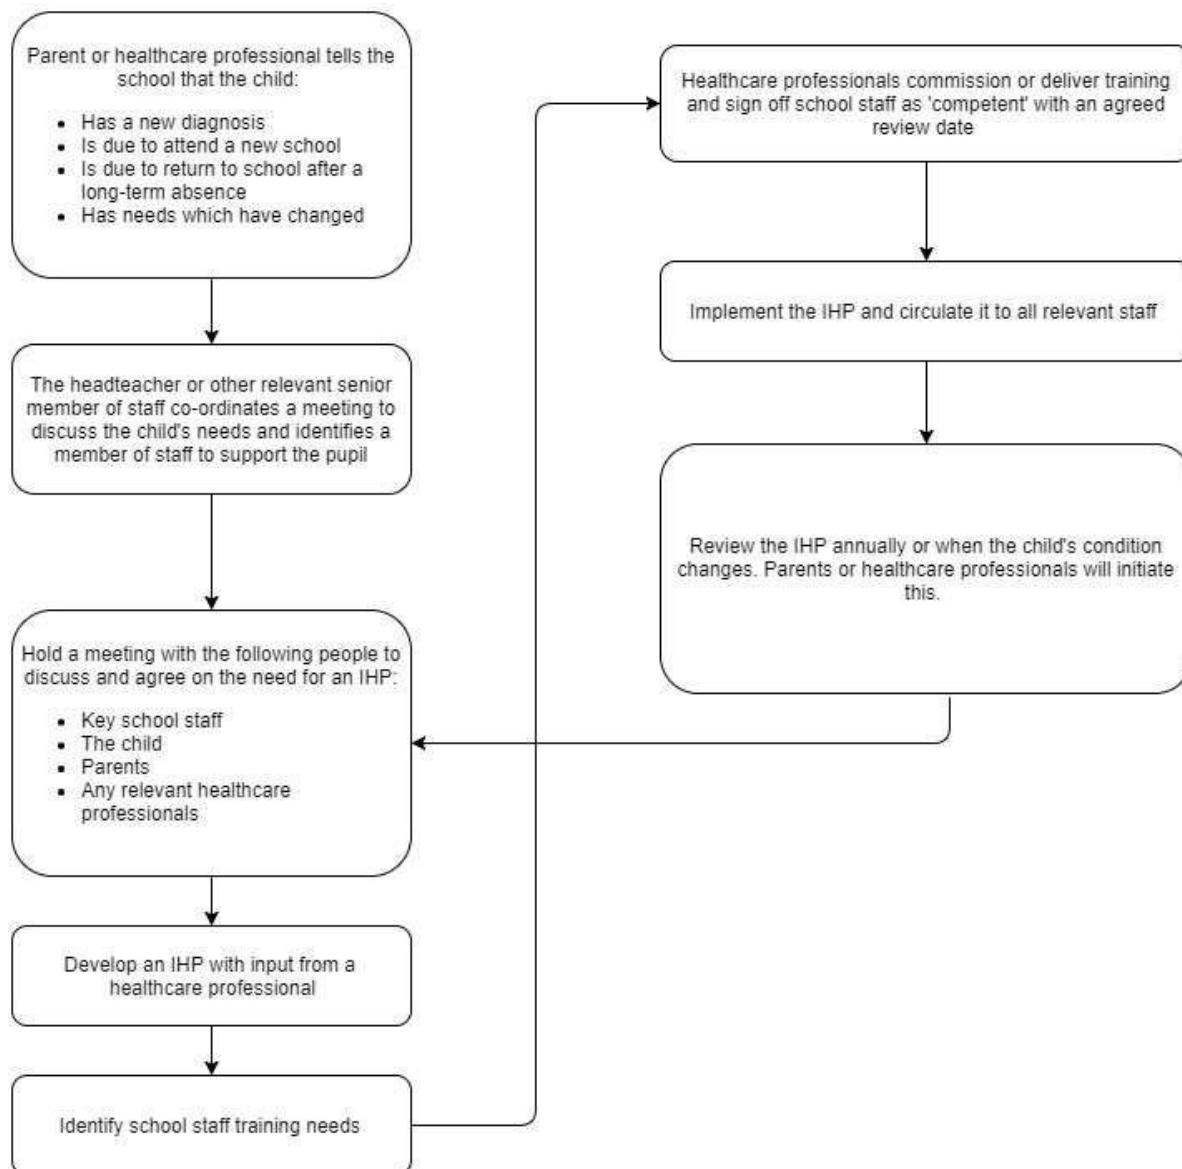 Parent or healthcare professional tells the
school that the child:
• Has a new diagnosis
• Is due to attend a new school
• Is due to return to school after a
long-term absence
• Has needs which have changed
The headteacher or other relevant senior
member of staff co-ordinates a meeting to
discuss the child's needs and identifies a
member of staff to support the pupil
Hold a meeting with the following people to
discuss and agree on the need for an IHP:
• Key school staff
• The child
• Parents
• Any relevant healthcare
professionals
Develop an IHP with input from a
healthcare professional
Identify school staff training needs
Healthcare professionals commission or deliver training
and sign off school staff as 'competent' with an agreed
review date
Implement the IHP and circulate it to all relevant staff
Review the IHP annually or when the child's condition
changes. Parents or healthcare professionals will initiate
this.